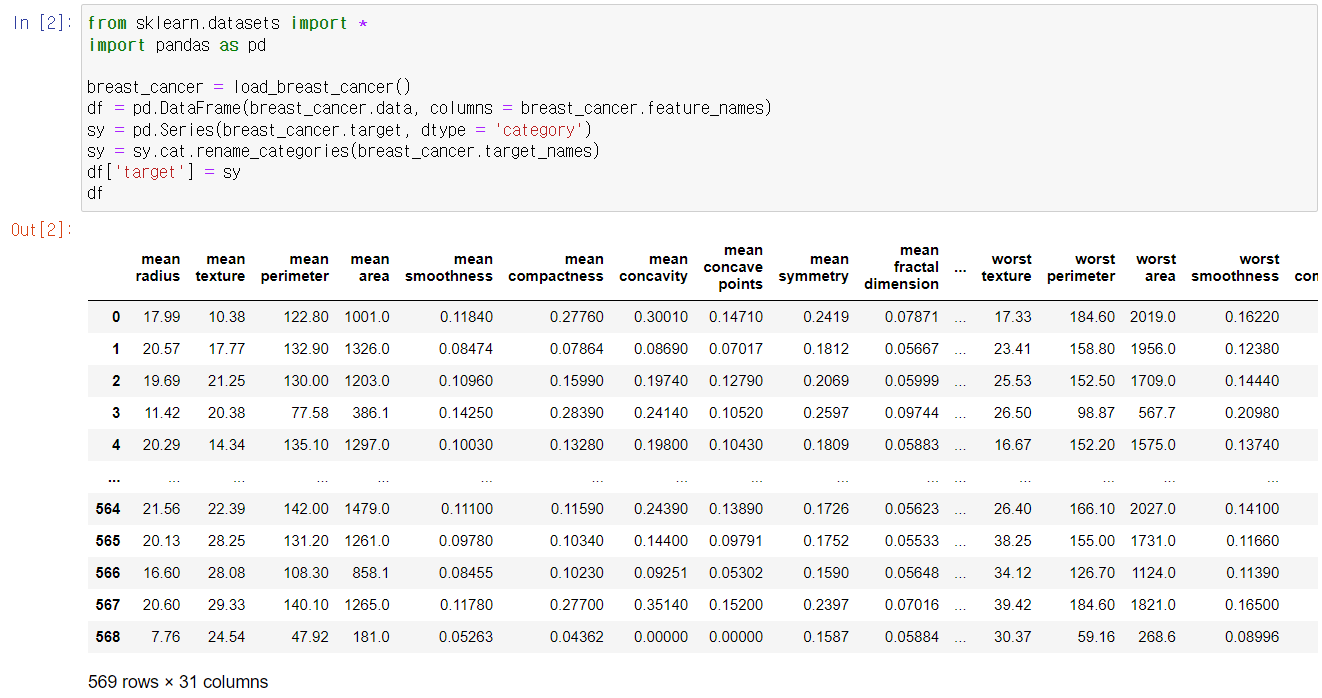 In [2]:
from sklearn.datasets import *
import pandas as pd
breast_cancer = load_breast_cancer()
df = pd.DataFrame(breast_cancer.data, columns = breast_cancer.feature_names)
sy = pd.Series(breast_cancer.target, dtype = 'category')
sy = sy.cat.rename_categories(breast_cancer.target_names)
df['target'] = sy
df
Out[2]:
mean radius mean texture mean perimeter mean area mean smoothness mean compactness mean concavity mean concave points mean symmetry mean fractal dimension ... worst texture worst perimeter worst area worst smoothness con
0 17.99 10.38 122.80 1001.0 0.11840 0.27760 0.30010 0.14710 0.2419 0.07871 ... 17.33 184.60 2019.0 0.16220
1 20.57 17.77 132.90 1326.0 0.08474 0.07864 0.08690 0.07017 0.1812 0.05667 ... 23.41 158.80 1956.0 0.12380
2 19.69 21.25 130.00 1203.0 0.10960 0.15990 0.19740 0.12790 0.2069 0.05999 ... 25.53 152.50 1709.0 0.14440
3 11.42 20.38 77.58 386.1 0.14250 0.28390 0.24140 0.10520 0.2597 0.09744 ... 26.50 98.87 567.7 0.20980
4 20.29 14.34 135.10 1297.0 0.10030 0.13280 0.19800 0.10430 0.1809 0.05883 ... 16.67 152.20 1575.0 0.13740
... ... ... ... ... ... ... ... ... ... ... ... ... ... ... ...
564 21.56 22.39 142.00 1479.0 0.11100 0.11590 0.24390 0.13890 0.1726 0.05623 ... 26.40 166.10 2027.0 0.14100
565 20.13 28.25 131.20 1261.0 0.09780 0.10340 0.14400 0.09791 0.1752 0.05533 ... 38.25 155.00 1731.0 0.11660
566 16.60 28.08 108.30 858.1 0.08455 0.10230 0.09251 0.05302 0.1590 0.05648 ... 34.12 126.70 1124.0 0.11390
567 20.60 29.33 140.10 1265.0 0.11780 0.27700 0.35140 0.15200 0.2397 0.07016 ... 39.42 184.60 1821.0 0.16500
568 7.76 24.54 47.92 181.0 0.05263 0.04362 0.00000 0.00000 0.1587 0.05884 ... 30.37 59.16 268.6 0.08996
569 rows × 31 columns